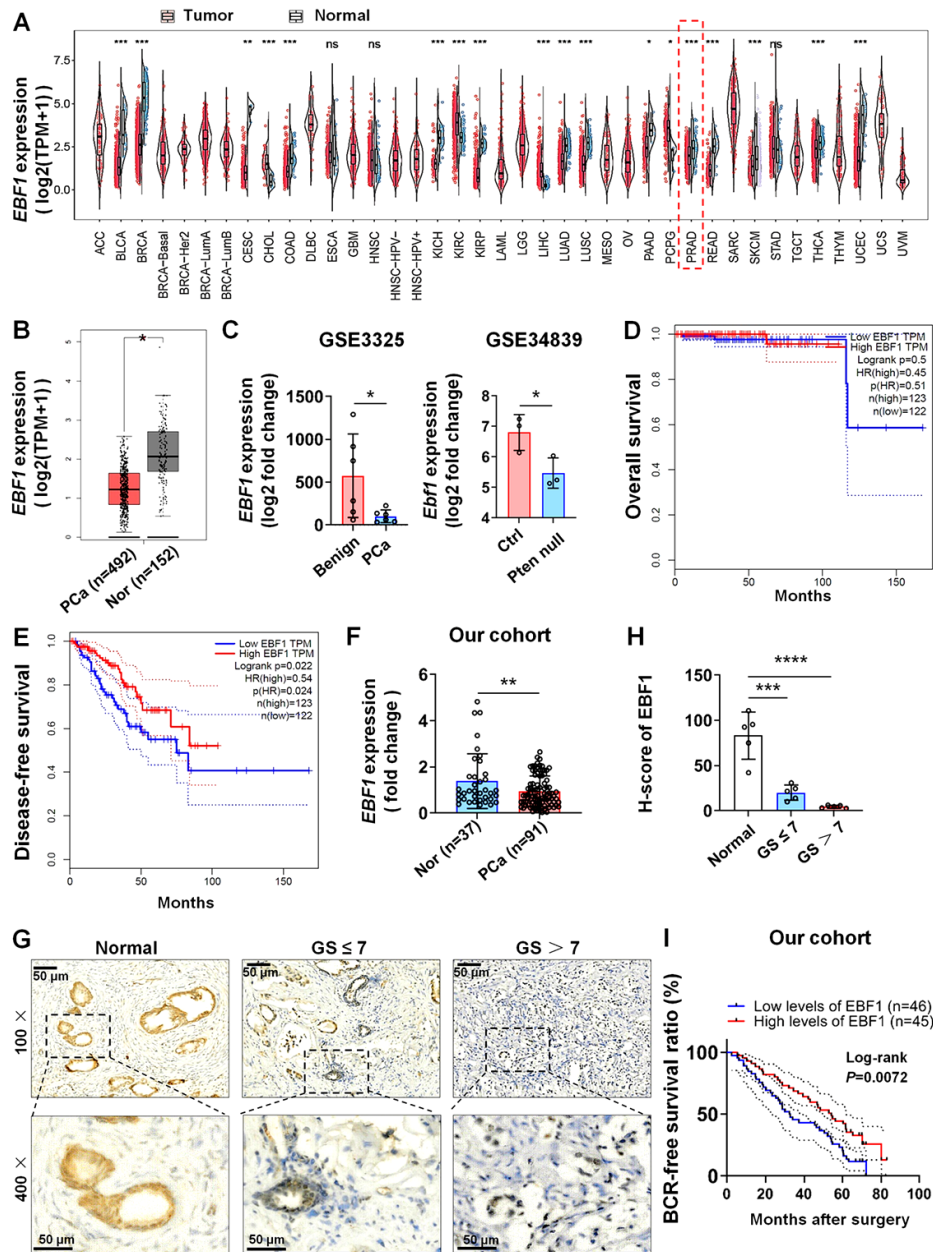 A
Tumor
Normal
EBF1 expression
(log2(TPM+1))
7.5
5.0
2.5
0.0
*** *** ** *** *** ns ns *** *** *** *** *** *** * * *** *** *** ns *** ***
ACC
BLCA
BRCA
BRCA-Basal
BRCA-Her2
BRCA-LumA
BRCA-LumB
CESC
CHOL
COAD
DLBC
ESCA
GBM
HNSC
HNSC-HPV-
HNSC-HPV+
KICH
KIRC
KIRP
LAML
LGG
LIHC
LUAD
LUSC
MESO
OV
PAAD
PCPG
PRAD
READ
SARC
SKCM
STAD
TGCT
THCA
THYM
UCEC
UCS
UVM
B
EBF1 expression
( log2(TPM+1))
5
4
3
2
1
0
*
PCa (n=492)
Nor (n=152)
C
GSE3325
EBF1 expression
(log2 fold change)
1500
1000
500
0
*
Benign
PCa
GSE34839
Ebf1 expression
(log2 fold change)
8
7
6
5
4
*
Ctrl
Pten null
D
Overall survival
1.0
0.8
0.6
0.4
0.2
0.0
Low EBF1 TPM
High EBF1 TPM
Logrank p=0.5
HR(high)=0.45
p(HR)=0.51
n(high)=123
n(low)=122
0 50 100 150
Months
E
Disease-free survival
1.0
0.8
0.6
0.4
0.2
0.0
Low EBF1 TPM
High EBF1 TPM
Logrank p=0.022
HR(high)=0.54
p(HR)=0.024
n(high)=123
n(low)=122
0 50 100 150
Months
F
Our cohort
EBF1 expression
( fold change)
6
4
2
0
**
Nor (n=37)
PCa (n=91)
H
H-score of EBF1
150
100
50
0
****
***
Normal
GS ≤ 7
GS > 7
G
Normal
GS ≤ 7
GS > 7
100 ×
50 μm
50 μm
50 μm
400 ×
50 μm
50 μm
50 μm
I
Our cohort
BCR-free survival ratio (%)
Low levels of EBF1 (n=46)
High levels of EBF1 (n=45)
Log-rank
P=0.0072
100
50
0
0 20 40 60 80 100
Months after surgery